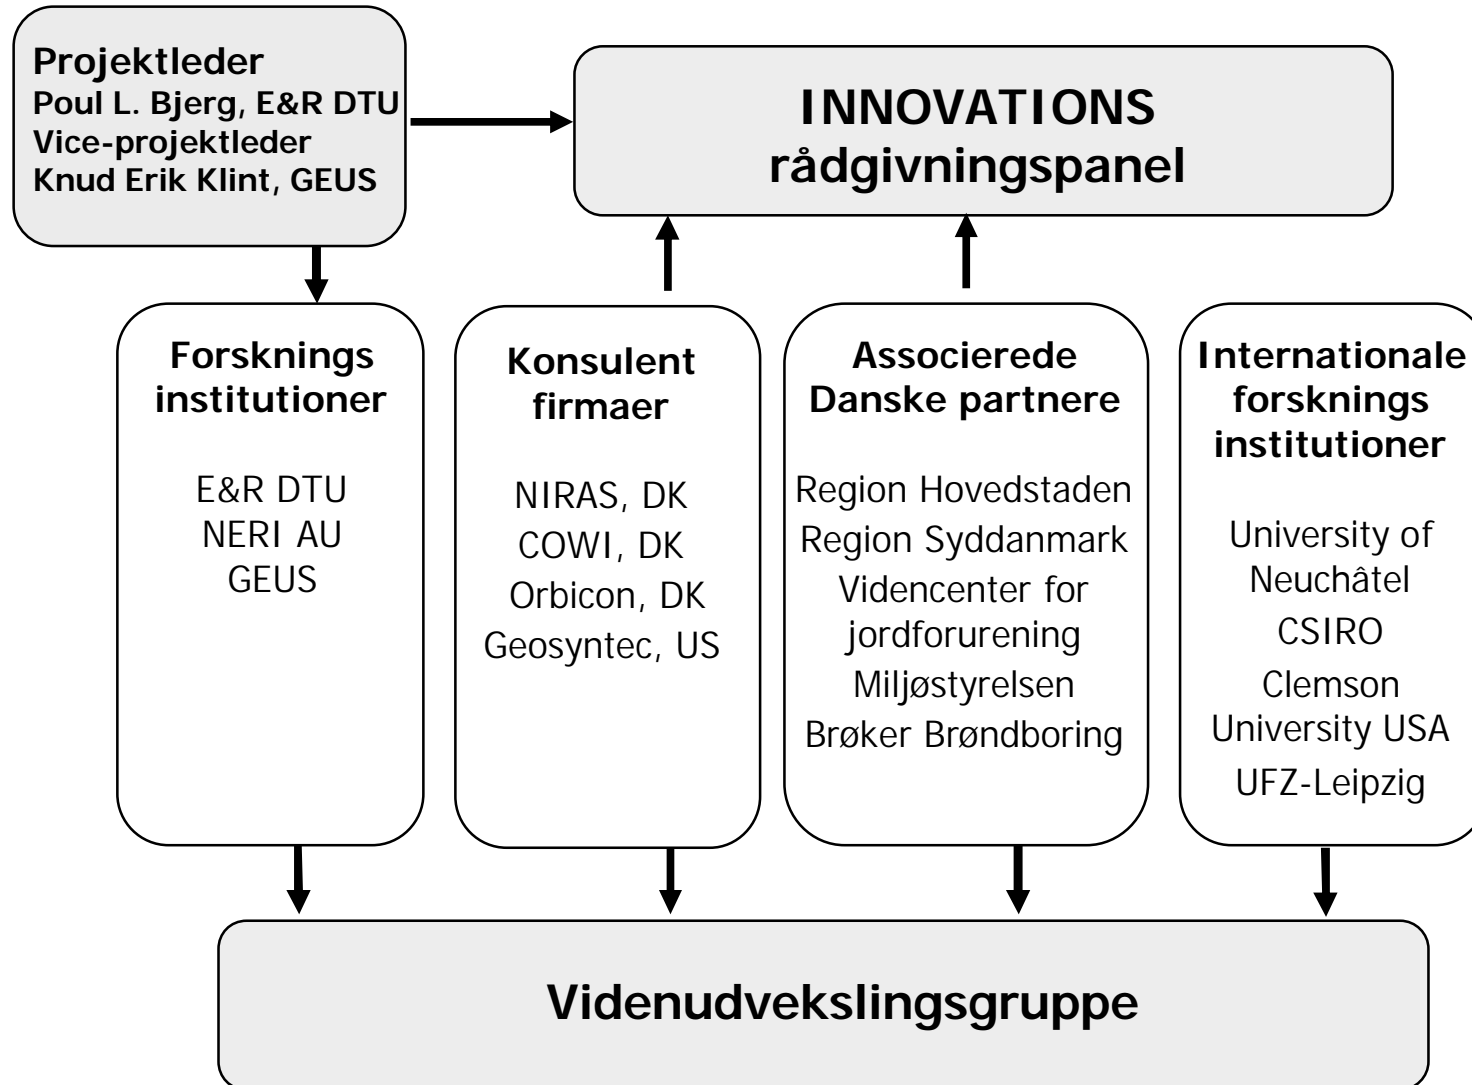 Projektleder
Poul L. Bjerg, E&R DTU
Vice-projektleder
Knud Erik Klint, GEUS
INNOVATIONS
rådgivningspanel
Forsknings
institutioner
E&R DTU
NERI AU
GEUS
Konsulent
firmaer
NIRAS, DK
COWI, DK
Orbicon, DK
Geosyntec, US
Associerede
Danske partnere
Region Hovedstaden
Region Syddanmark
Videncenter for
jordforurening
Miljøstyrelsen
Brøker Brøndboring
Internationale
forsknings
institutioner
University of
Neuchâtel
CSIRO
Clemson
University USA
UFZ-Leipzig
Videnudvekslingsgruppe